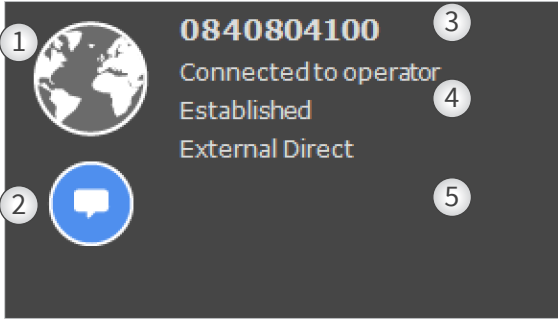 1
0840804100
3
Connected to operator
4
Established
External Direct
2
5